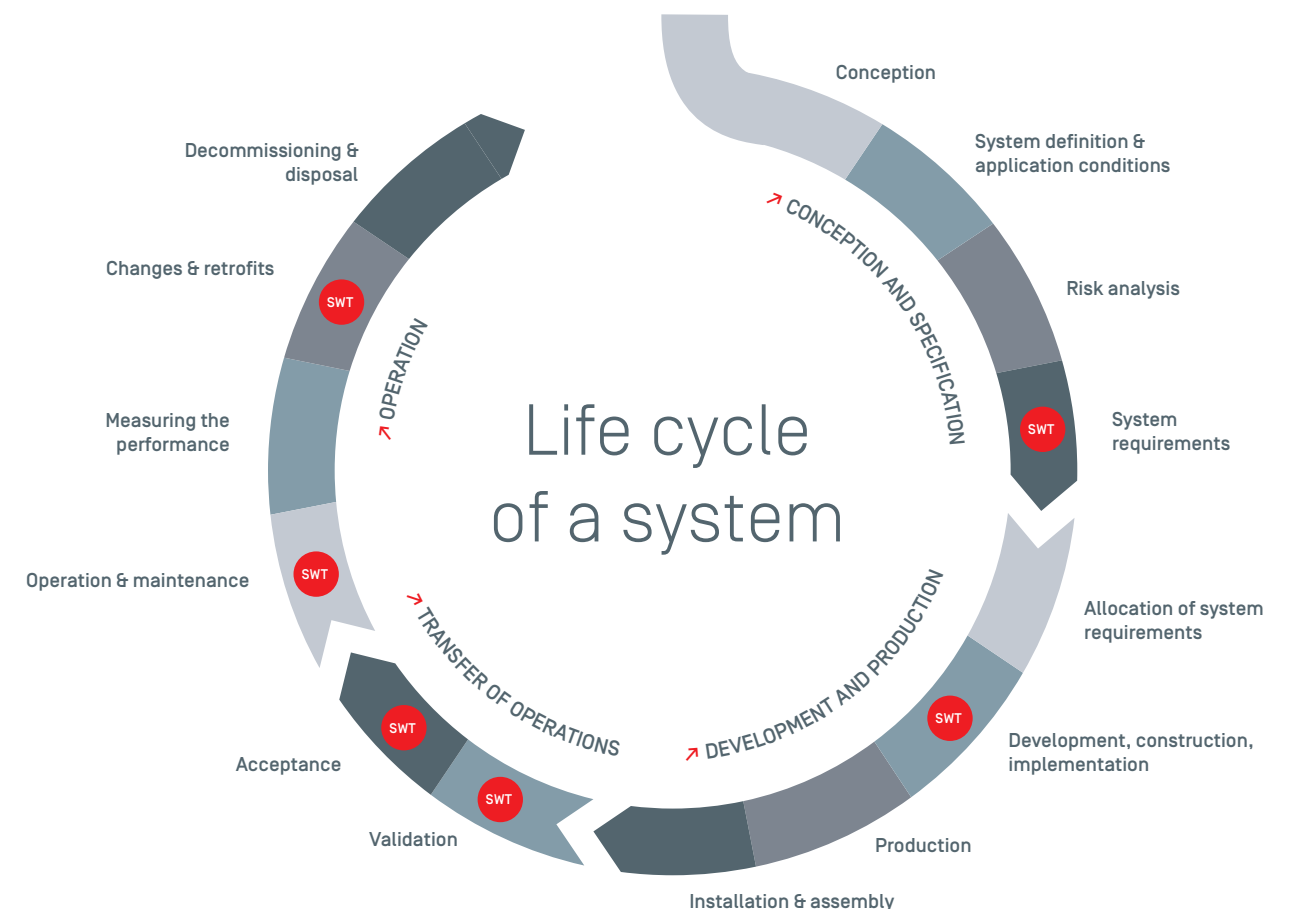 Conception
System definition &
application conditions
Risk analysis
System
requirements
SWT
↗ CONCEPTION AND SPECIFICATION
Allocation of system
requirements
Development, construction,
implementation
SWT
Production
Installation & assembly
↗ DEVELOPMENT AND PRODUCTION
Validation
SWT
Acceptance
SWT
↗ TRANSFER OF OPERATIONS
Operation & maintenance
SWT
Measuring the
performance
Changes & retrofits
SWT
Decommissioning &
disposal
↗ OPERATION
Life cycle
of a system